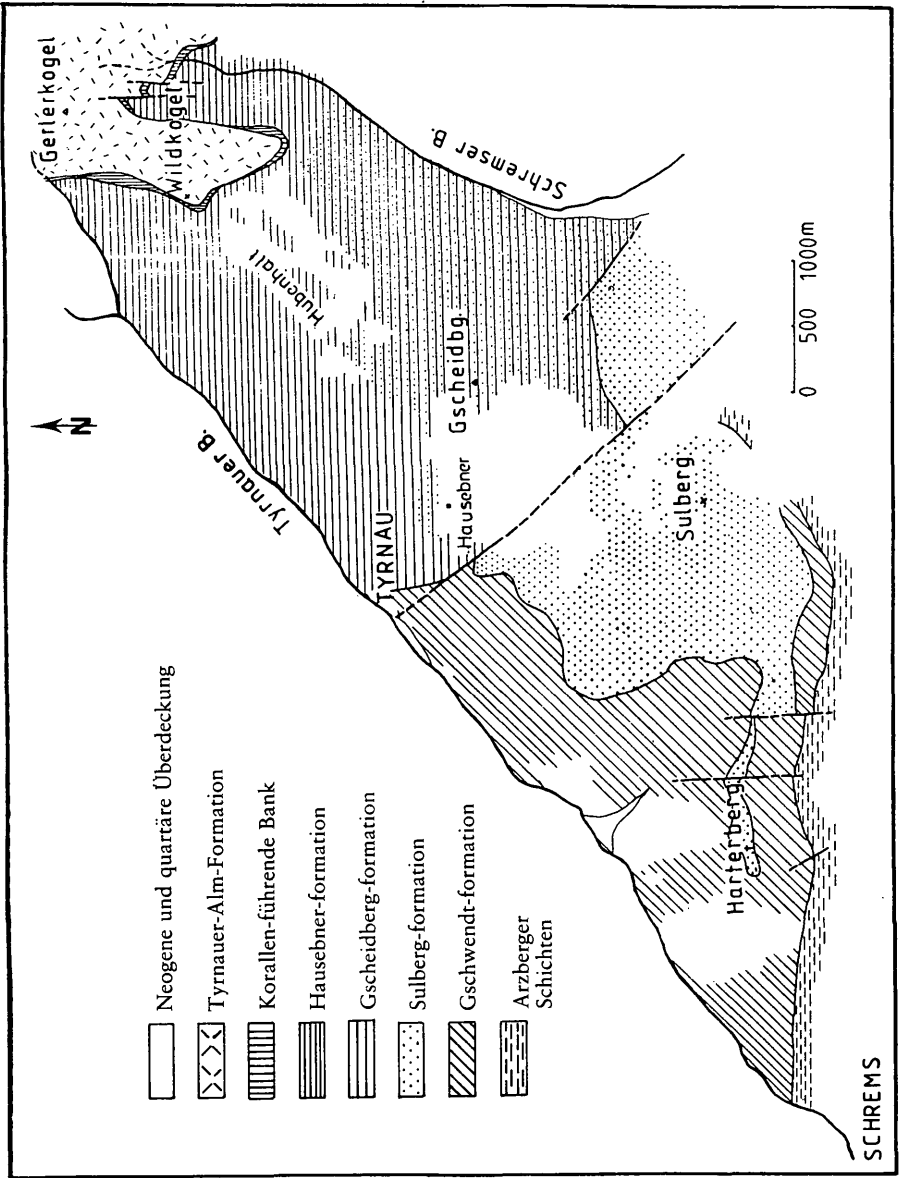 Neogene und quartäre Überdeckung
Tyrnauer-Alm-Formation
Korallen-führende Bank
Hausebner-formation
Gscheidberg-formation
Sulberg-formation
Gschwendt-formation
Arzberger
Schichten
N
Gerlerkogel
Wildkogel
Hubenhalt
Tyrnauer B.
Schremser B.
TYRNAU
Hausebner
Gscheidbg
Sulberg
Harterberg
SCHREMS
0 500 1000m